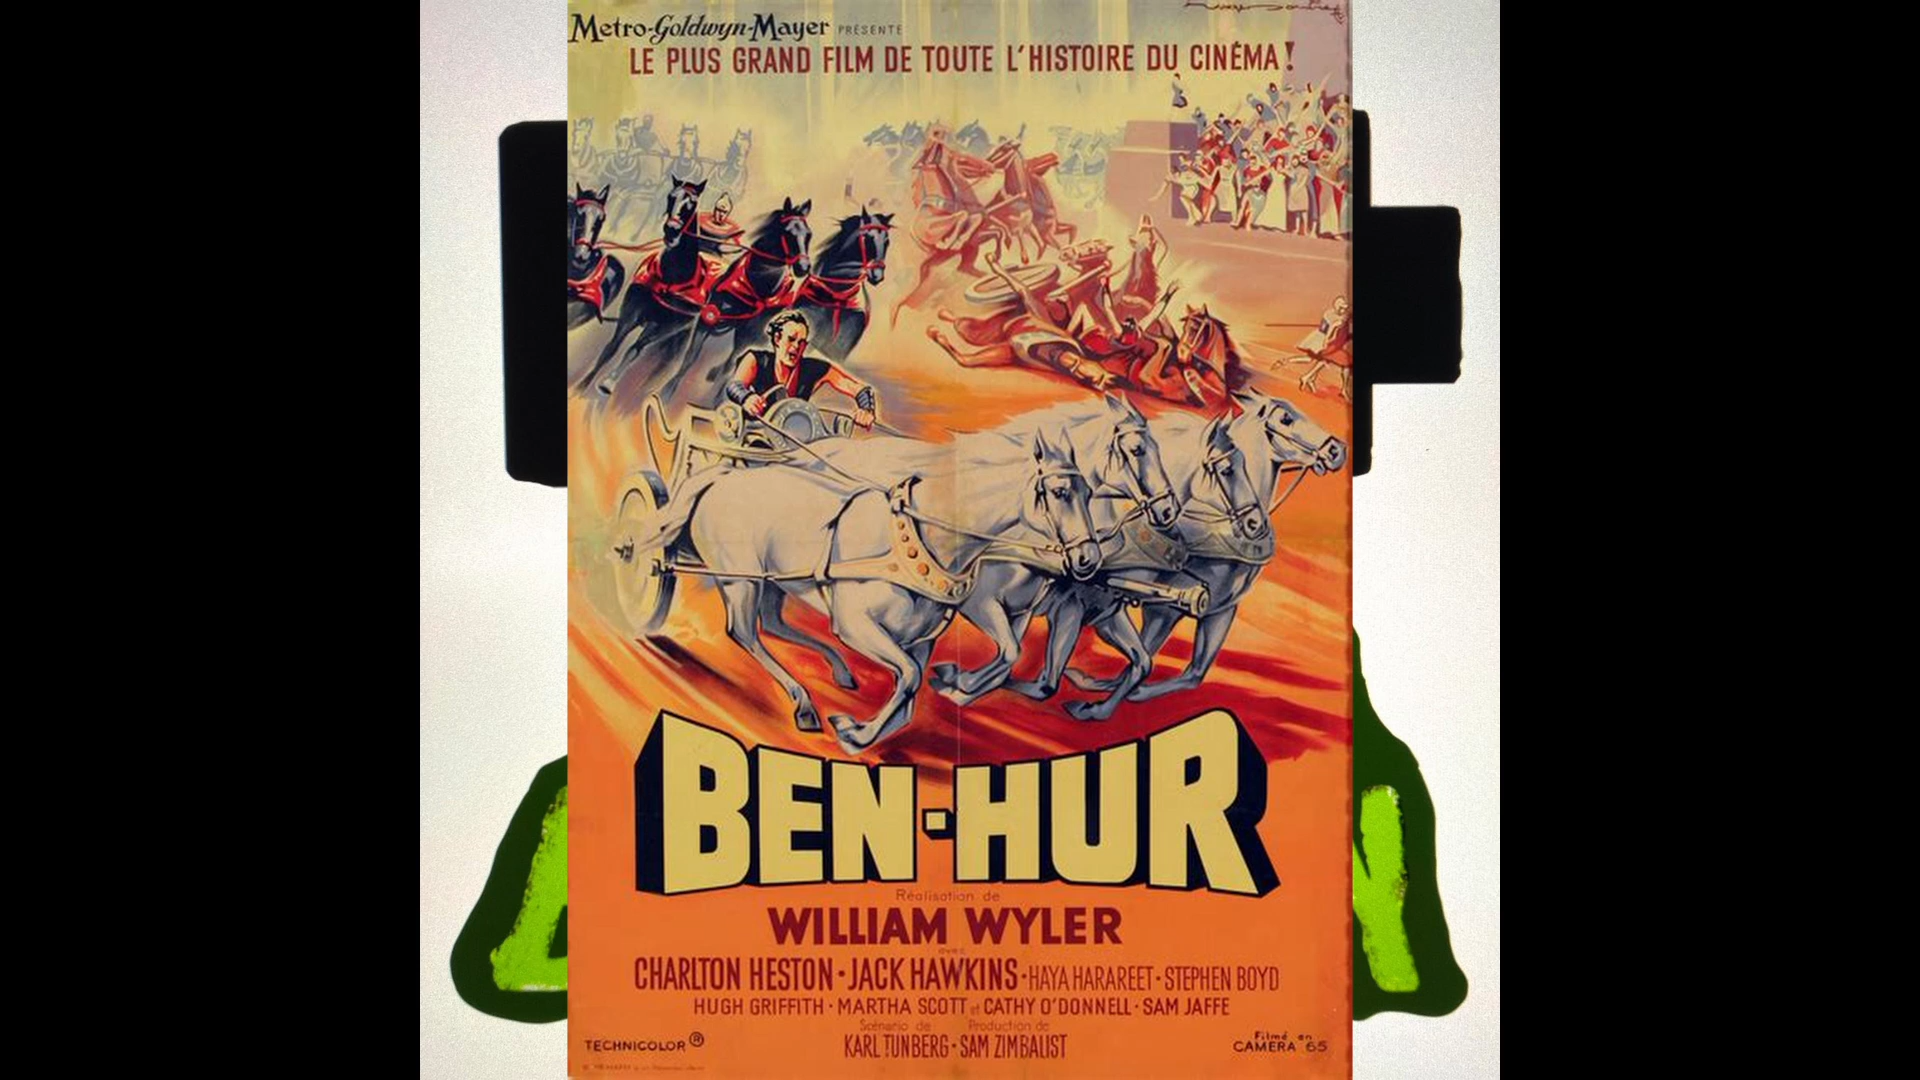 Metro-Goldwyn-Mayer PRÉSENTE
LE PLUS GRAND FILM DE TOUTE L'HISTOIRE DU CINÉMA!
BEN-HUR
Réalisation de
WILLIAM WYLER
avec
CHARLTON HESTON · JACK HAWKINS · HAYA HARAREET · STEPHEN BOYD
HUGH GRIFFITH · MARTHA SCOTT et CATHY O'DONNELL · SAM JAFFE
Scénario de Production de
KARL TUNBERG · SAM ZIMBALIST
TECHNICOLOR ®
Filmé en
CAMERA 65